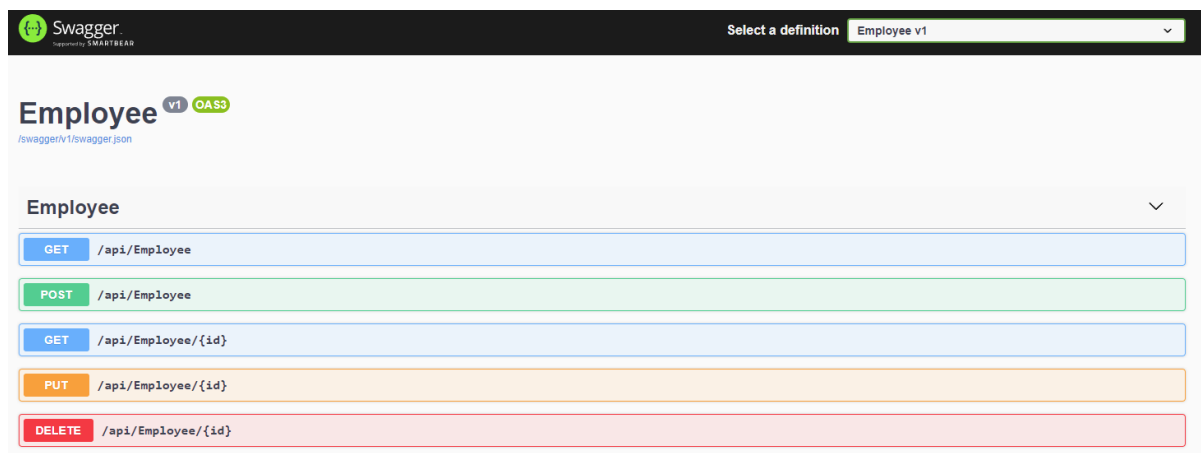 Swagger.
Supported by SMARTBEAR
Select a definition
Employee v1
Employee v1 OAS3
/swagger/v1/swagger.json
Employee
GET /api/Employee
POST /api/Employee
GET /api/Employee/{id}
PUT /api/Employee/{id}
DELETE /api/Employee/{id}